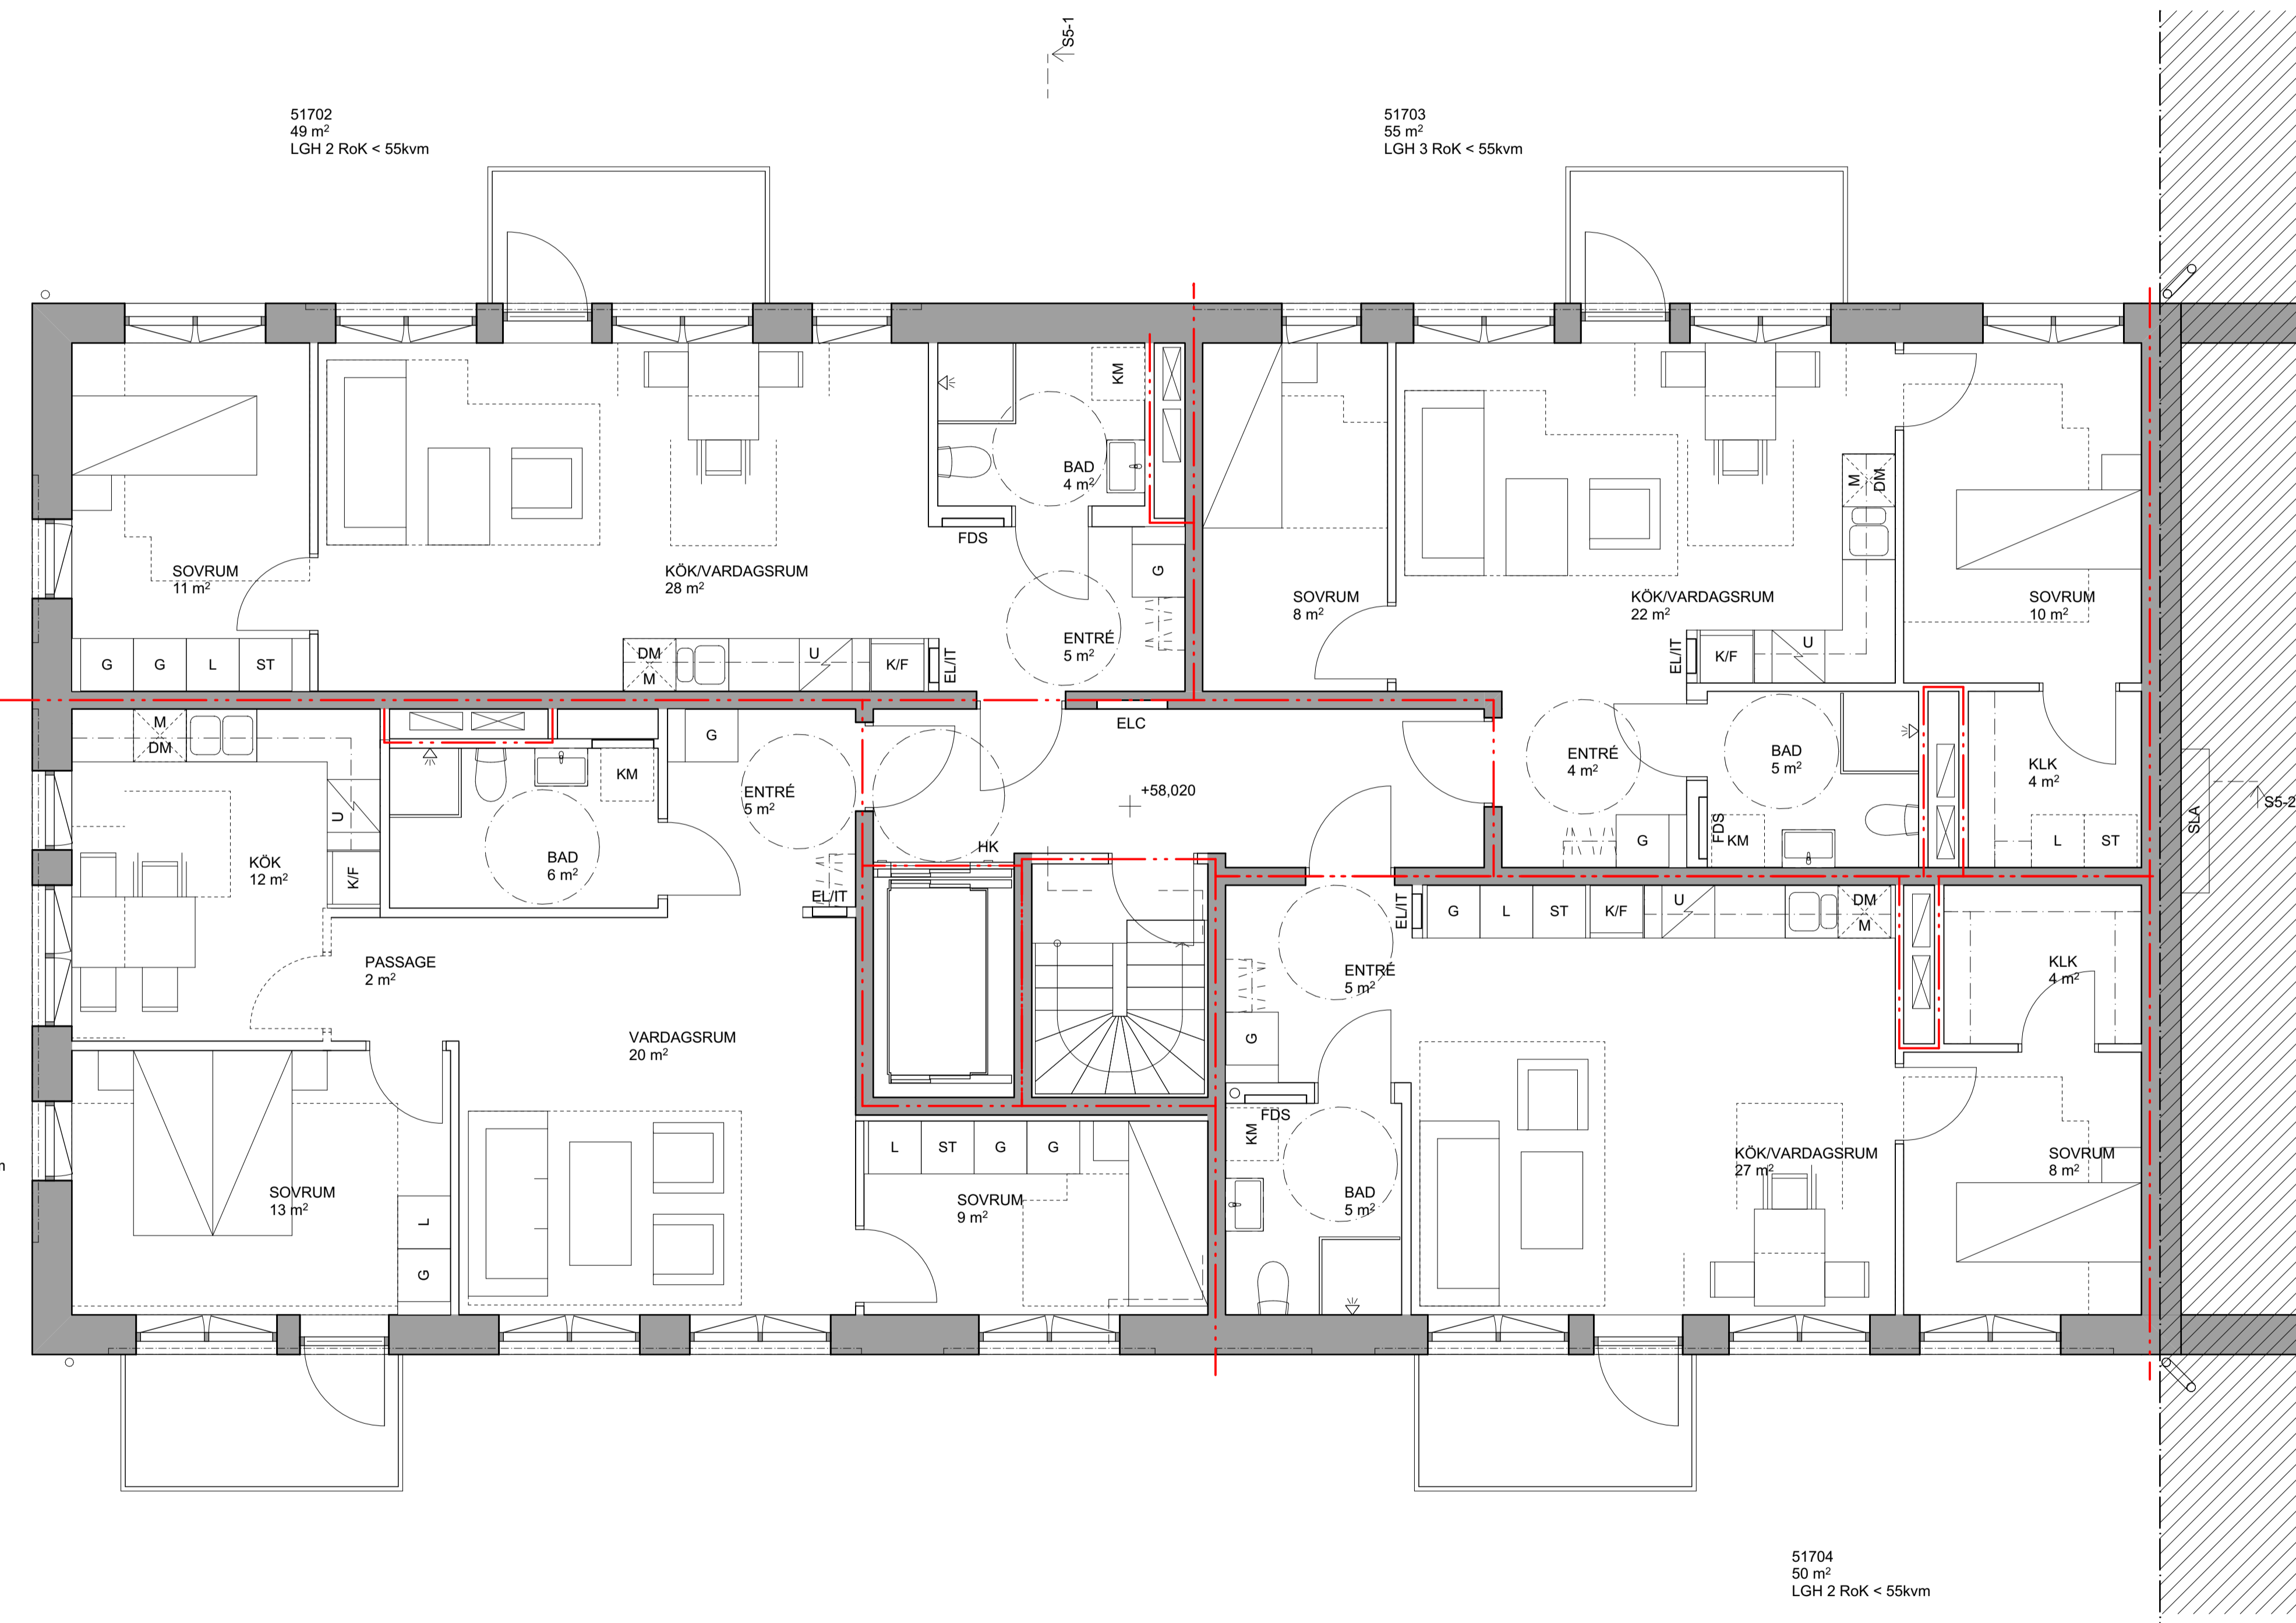 S5-1
51702
49 m²
LGH 2 RoK < 55kvm
51703
55 m²
LGH 3 RoK < 55kvm
KM
BAD
4 m²
FDS
M
DM
SOVRUM
11 m²
KÖK/VARDAGSRUM
28 m²
G
SOVRUM
8 m²
KÖK/VARDAGSRUM
22 m²
SOVRUM
10 m²
ENTRÉ
5 m²
G
G
L
ST
DM
M
U
K/F
EL/IT
EL/IT
K/F
U
M
DM
G
ELC
KM
ENTRÉ
5 m²
+58,020
ENTRÉ
4 m²
BAD
5 m²
KLK
4 m²
SLA
S5-2
U
K/F
KÖK
12 m²
BAD
6 m²
HK
EL/IT
G
FDS
KM
L
ST
EL/IT
G
L
ST
K/F
U
DM
M
PASSAGE
2 m²
ENTRÉ
5 m²
KLK
4 m²
VARDAGSRUM
20 m²
G
FDS
KM
L
ST
G
G
KÖK/VARDAGSRUM
27 m²
SOVRUM
8 m²
m
SOVRUM
13 m²
L
G
SOVRUM
9 m²
BAD
5 m²
51704
50 m²
LGH 2 RoK < 55kvm